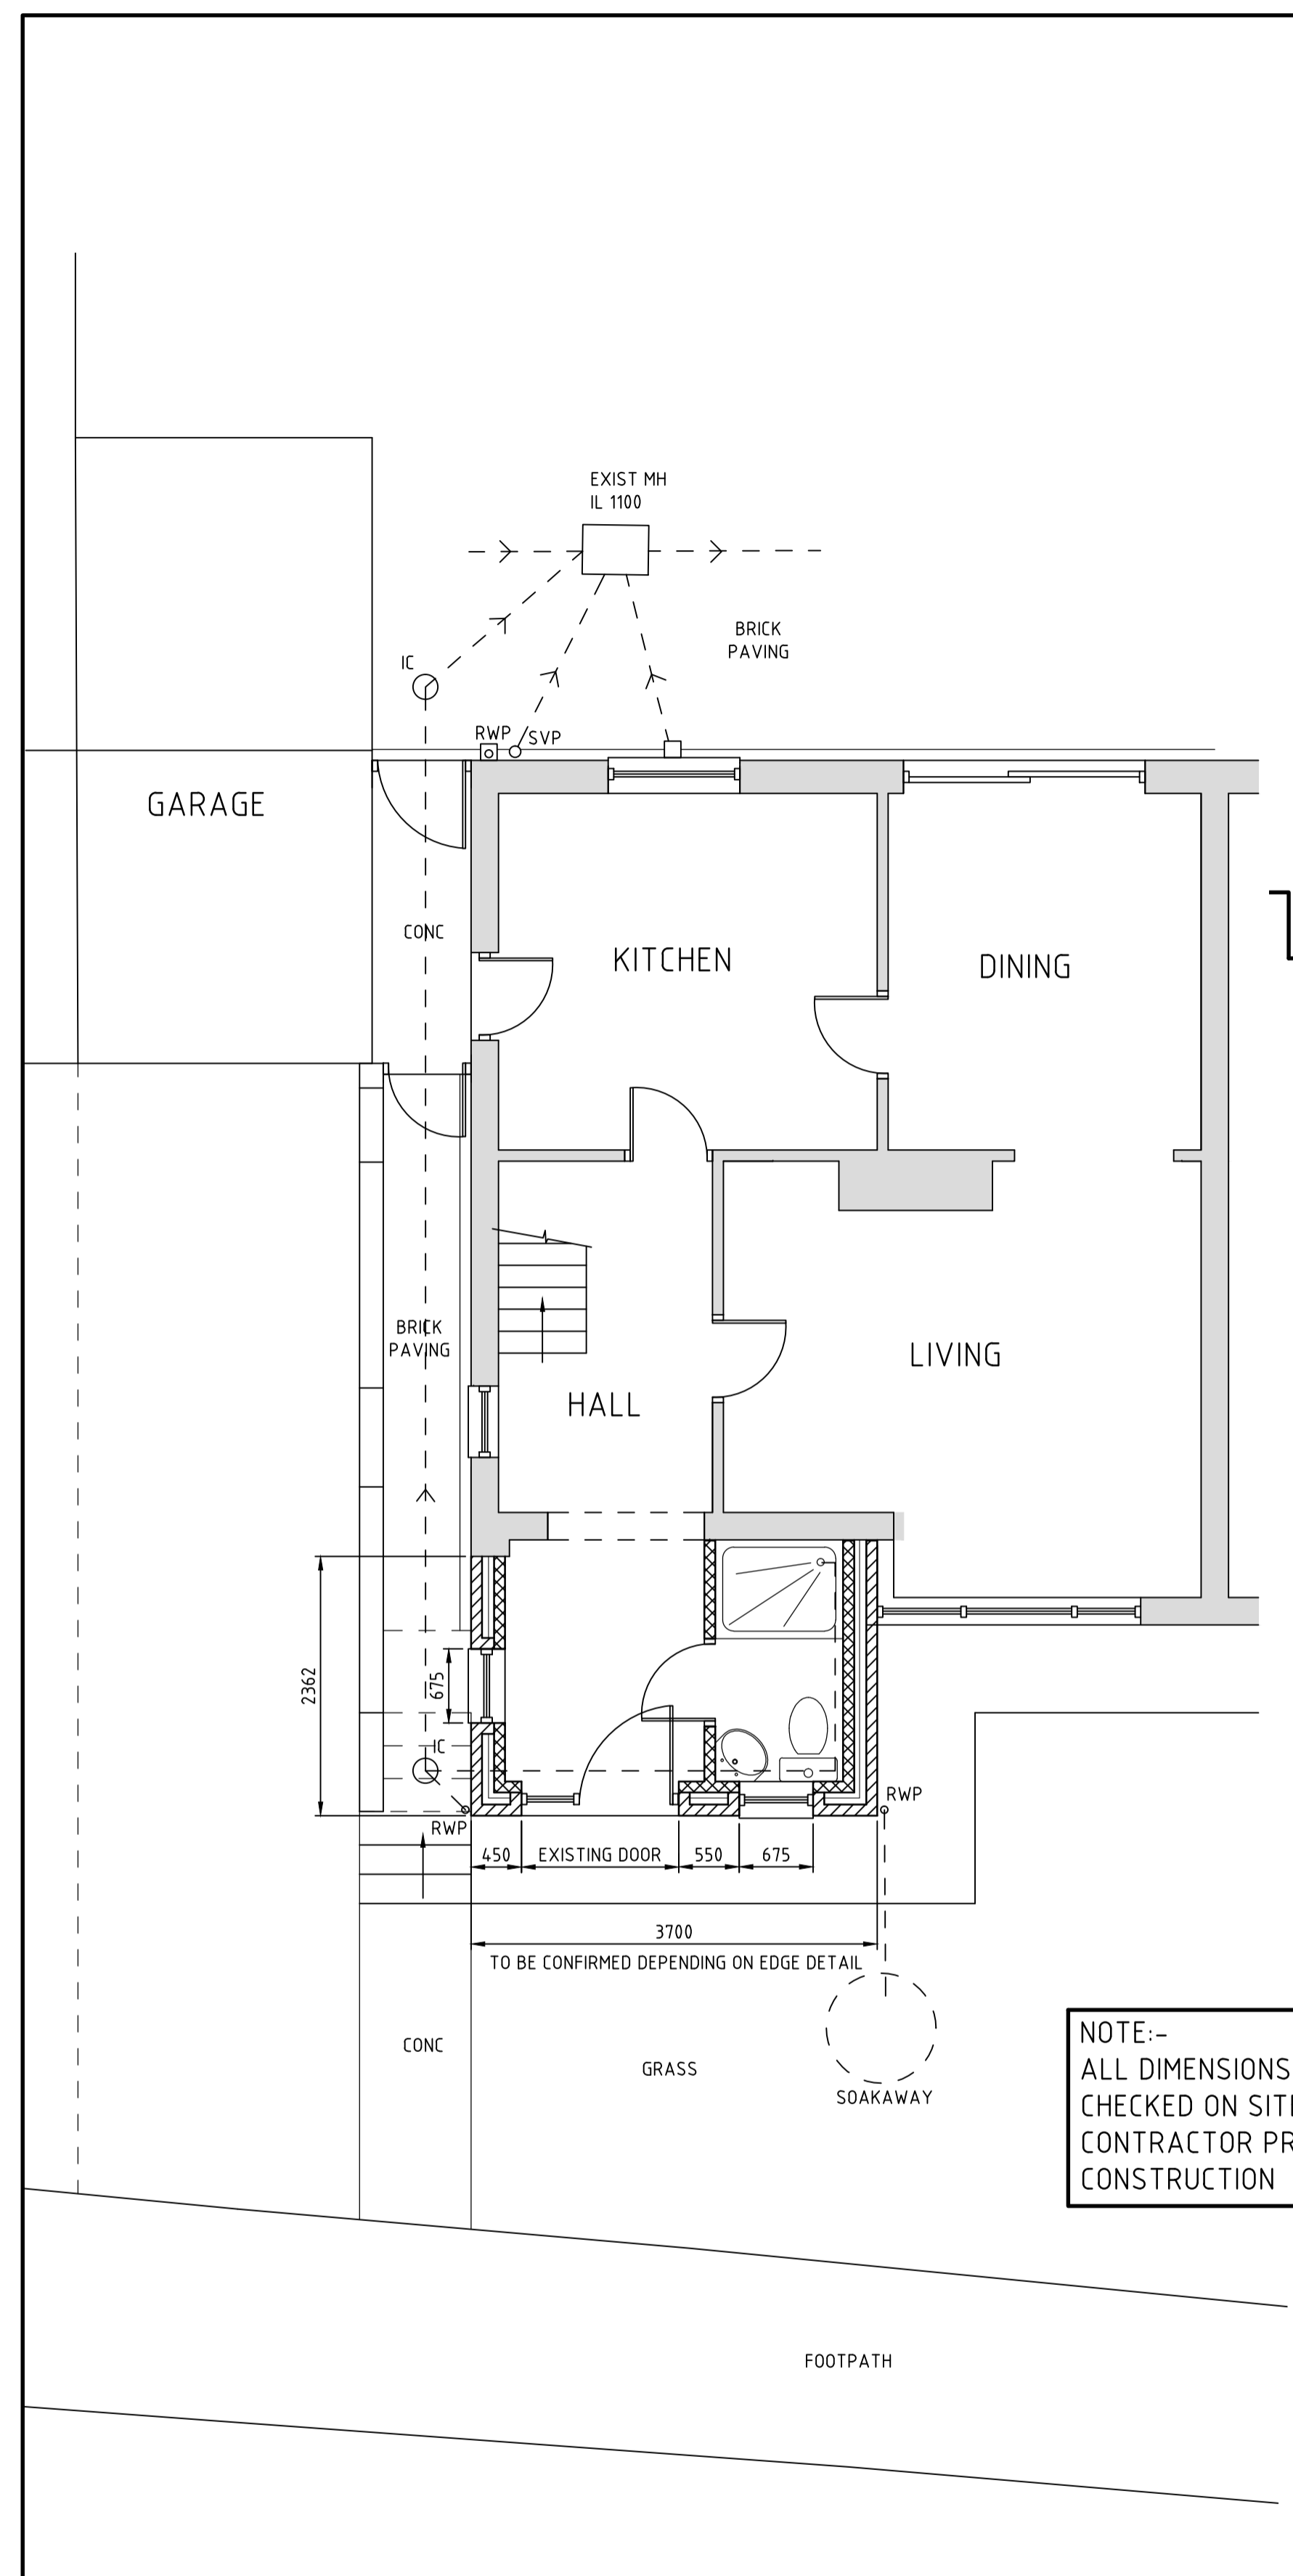 EXIST MH
IL 1100
BRICK
PAVING
IC
RWP
SVP
GARAGE
CONC
KITCHEN
DINING
BRICK
PAVING
LIVING
HALL
2362
675
IC
RWP
RWP
450
EXISTING DOOR
550
675
3700
TO BE CONFIRMED DEPENDING ON EDGE DETAIL
CONC
GRASS
SOAKAWAY
NOTE:-
ALL DIMENSIONS
CHECKED ON SITE
CONTRACTOR PR
CONSTRUCTION
FOOTPATH